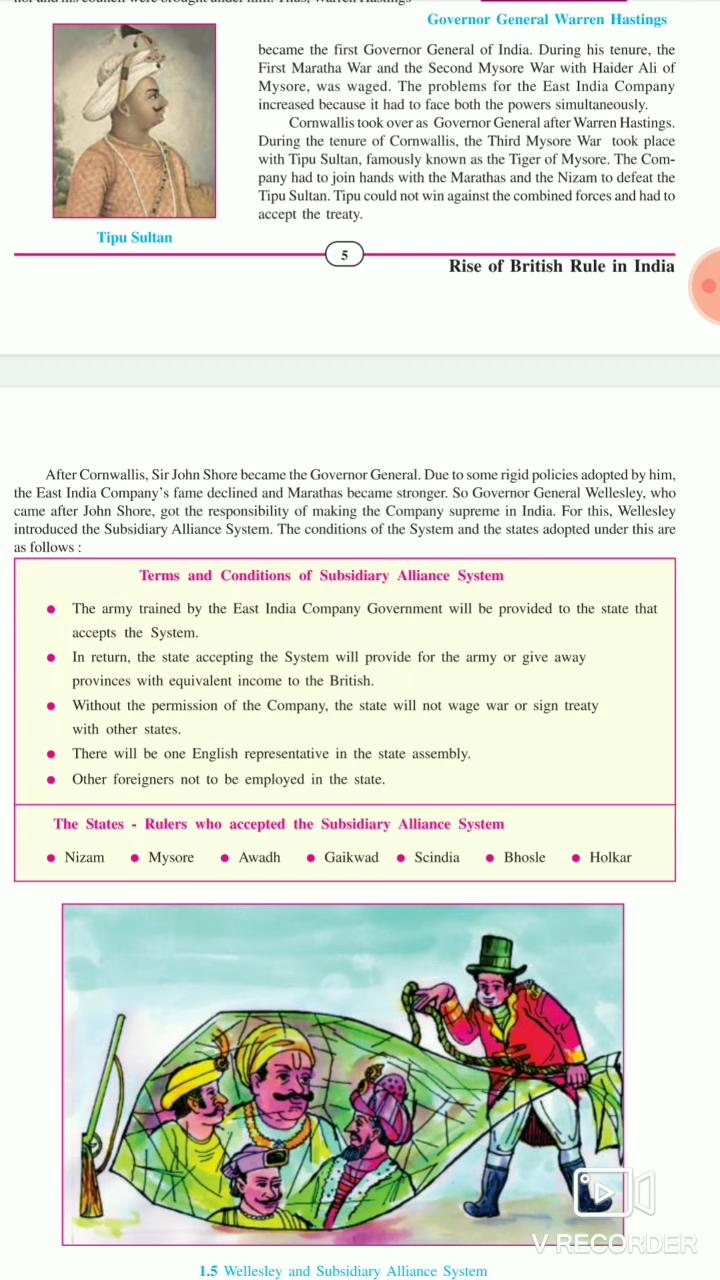 Governor General Warren Hastings
became the first Governor General of India. During his tenure, the
First Maratha War and the Second Mysore War with Haider Ali of
Mysore, was waged. The problems for the East India Company
increased because it had to face both the powers simultaneously.
Cornwallis took over as Governor General after Warren Hastings.
During the tenure of Cornwallis, the Third Mysore War took place
with Tipu Sultan, famously known as the Tiger of Mysore. The Com-
pany had to join hands with the Marathas and the Nizam to defeat the
Tipu Sultan. Tipu could not win against the combined forces and had to
accept the treaty.
Tipu Sultan
5
Rise of British Rule in India
After Cornwallis, Sir John Shore became the Governor General. Due to some rigid policies adopted by him,
the East India Company's fame declined and Marathas became stronger. So Governor General Wellesley, who
came after John Shore, got the responsibility of making the Company supreme in India. For this, Wellesley
introduced the Subsidiary Alliance System. The conditions of the System and the states adopted under this are
as follows :
Terms and Conditions of Subsidiary Alliance System
● The army trained by the East India Company Government will be provided to the state that
accepts the System.
● In return, the state accepting the System will provide for the army or give away
provinces with equivalent income to the British.
● Without the permission of the Company, the state will not wage war or sign treaty
with other states.
● There will be one English representative in the state assembly.
● Other foreigners not to be employed in the state.
The States - Rulers who accepted the Subsidiary Alliance System
● Nizam ● Mysore ● Awadh ● Gaikwad ● Scindia ● Bhosle ● Holkar
V RECORDER
1.5 Wellesley and Subsidiary Alliance System